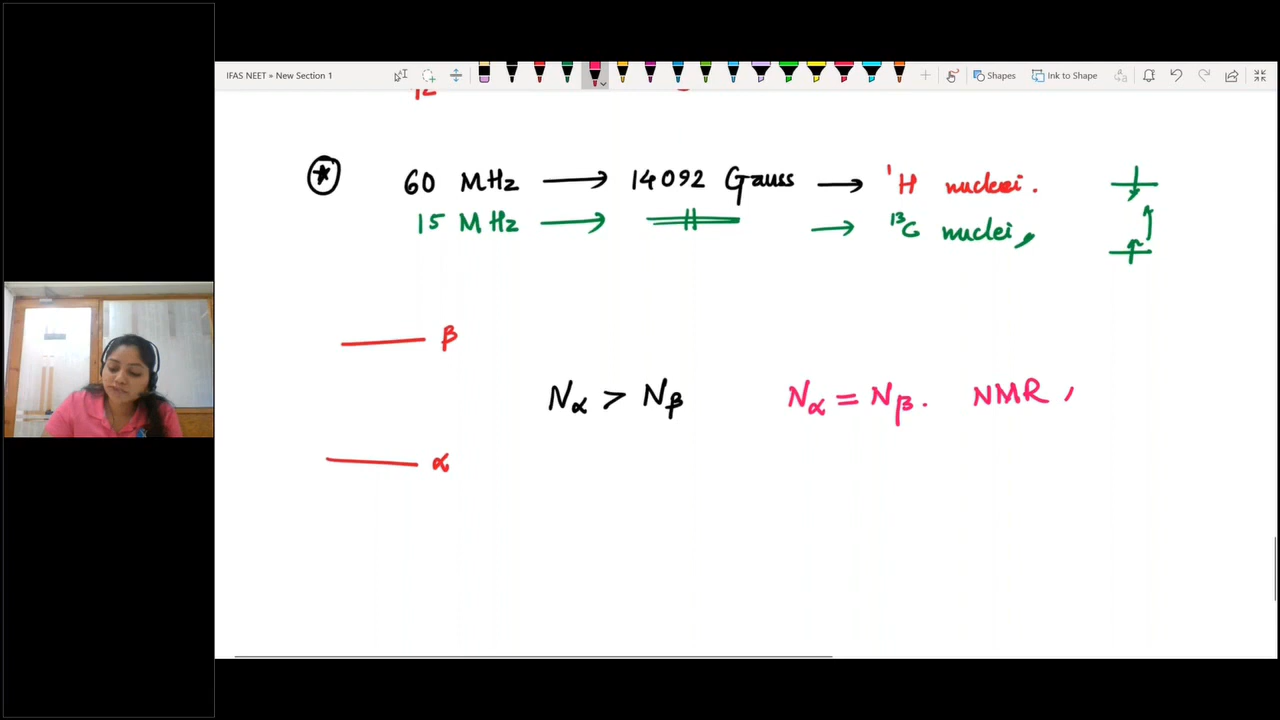 IFAS NEET » New Section 1
Shapes
Ink to Shape
60 MHz → 14092 Gauss → ¹H nuclei.
15 MHz → → ¹³C nuclei,
β
Nα > Nβ Nα = Nβ. NMR,
α